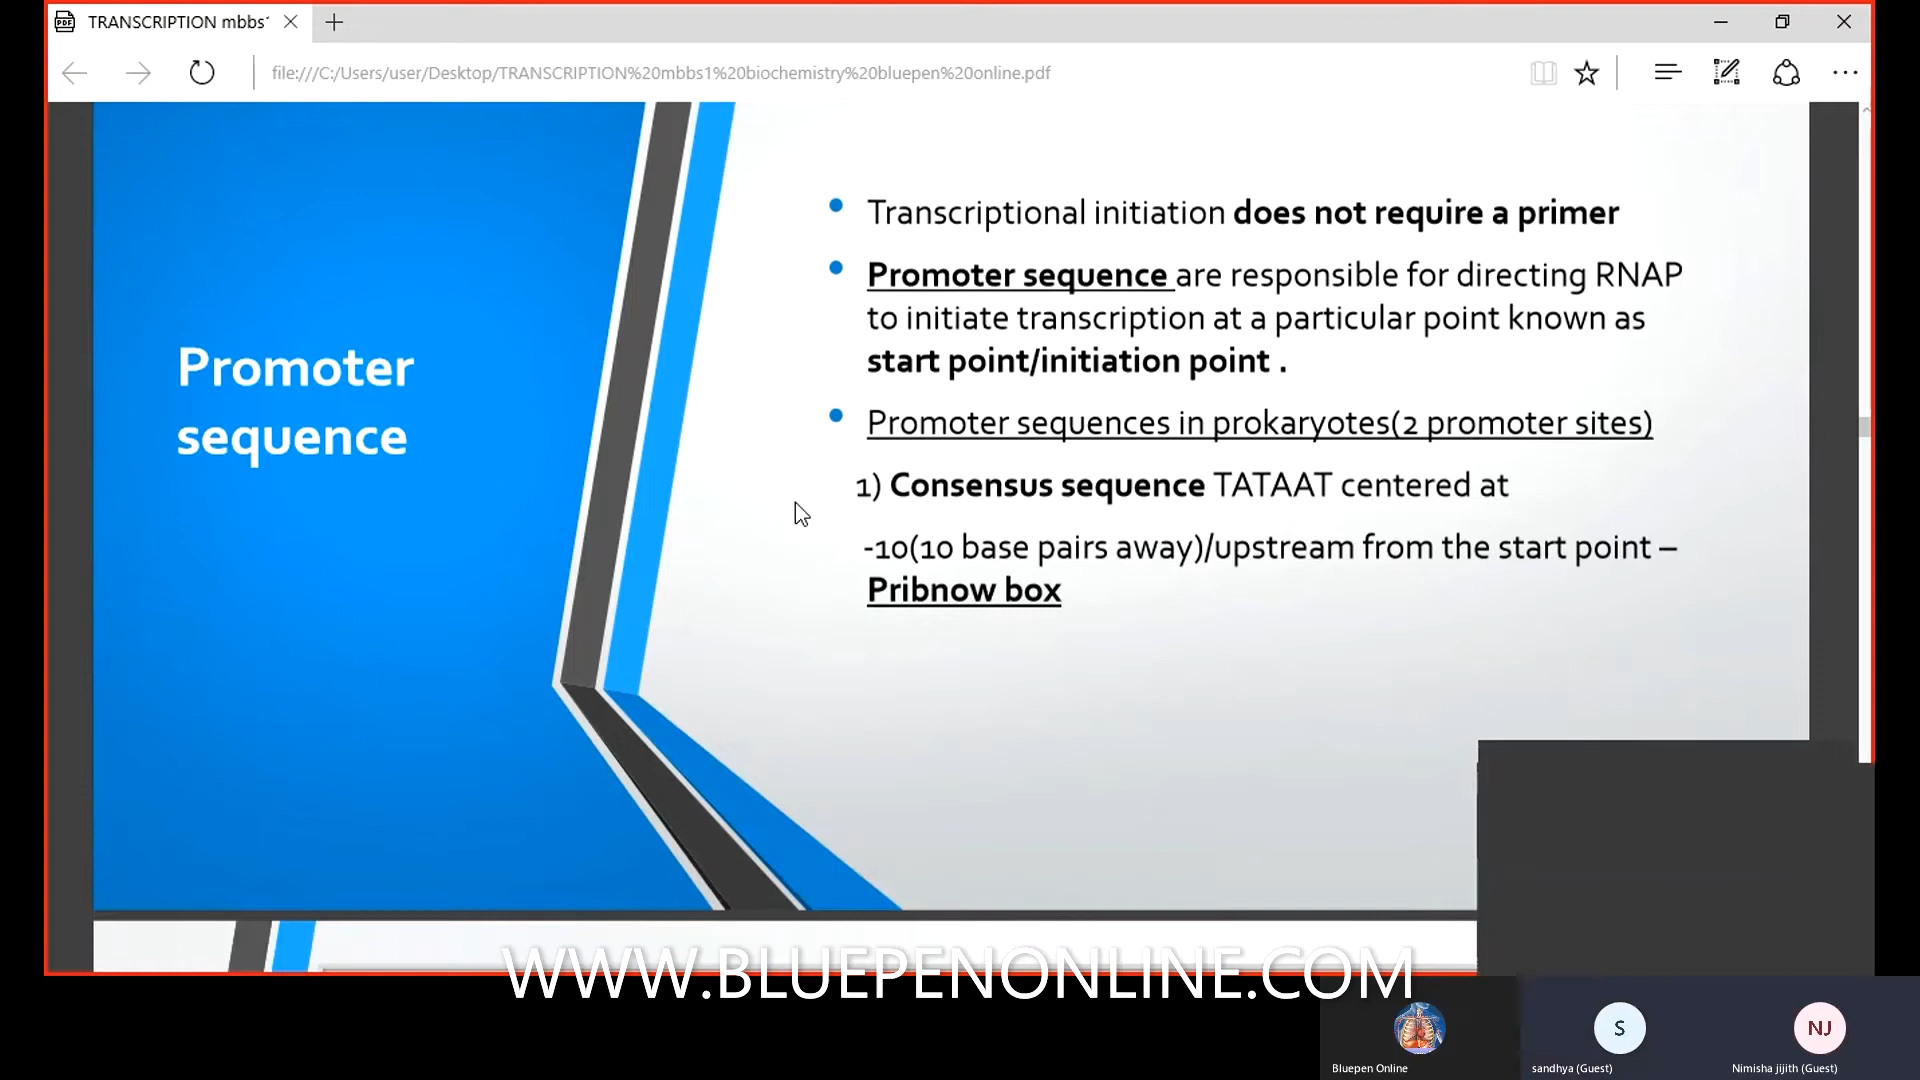 TRANSCRIPTION mbbs1
file:///C:/Users/user/Desktop/TRANSCRIPTION%20mbbs1%20biochemistry%20bluepen%20online.pdf
Promoter
sequence
• Transcriptional initiation does not require a primer
• Promoter sequence are responsible for directing RNAP
to initiate transcription at a particular point known as
start point/initiation point .
• Promoter sequences in prokaryotes(2 promoter sites)
1) Consensus sequence TATAAT centered at
-10(10 base pairs away)/upstream from the start point –
Pribnow box
WWW.BLUEPENONLINE.COM
S
NJ
Bluepen Online
sandhya (Guest)
Nimisha jijith (Guest)